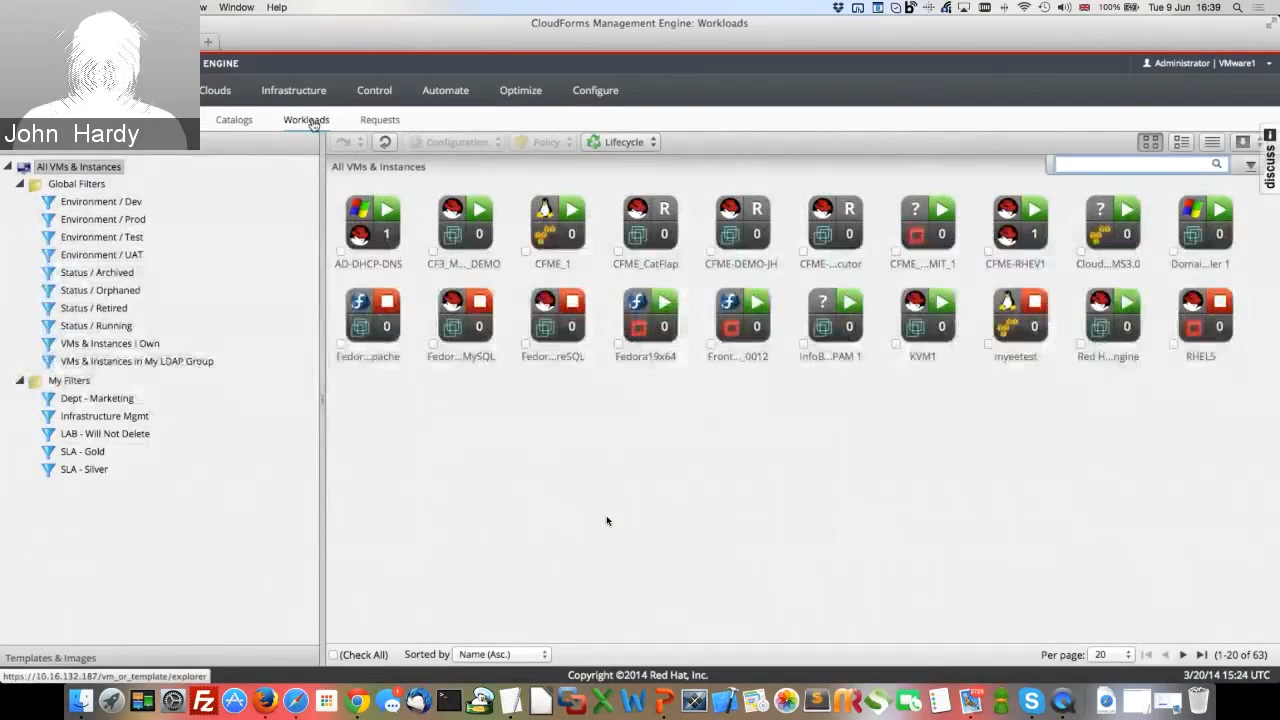 w Window Help 100% Tue 9 Jun 16:39
CloudForms Management Engine: Workloads
ENGINE Administrator | VMware1
Clouds Infrastructure Control Automate Optimize Configure
John Hardy
Catalogs Workloads Requests
Configuration Policy Lifecycle
discuss
All VMs & Instances
Global Filters
Environment / Dev
Environment / Prod
Environment / Test
Environment / UAT
Status / Archived
Status / Orphaned
Status / Retired
Status / Running
VMs & Instances I Own
VMs & Instances in My LDAP Group
My Filters
Dept - Marketing
Infrastructure Mgmt
LAB - Will Not Delete
SLA - Gold
SLA - Silver
Templates & Images
All VMs & Instances
R R R ? ?
1 0 0 0 0 0 0 1 0 0
AD-DHCP-DNS CF3_M..._DEMO CFME_1 CFME_CatFlap CFME-DEMO-JH CFME-...cutor CFME_...MIT_1 CFME-RHEV1 Cloud...MS3.0 Domai...ler 1
?
0 0 0 0 0 0 0 0 0 0
Fedor...pache Fedor...MySQL Fedor...reSQL Fedora19x64 Front..._0012 InfoB...PAM 1 KVM1 myeetest Red H...ngine RHEL5
(Check All) Sorted by Name (Asc.) Per page: 20 (1-20 of 63)
https://10.16.132.187/vm_or_template/explorer
Copyright ©2014 Red Hat, Inc. 3/20/14 15:25:24 UTC